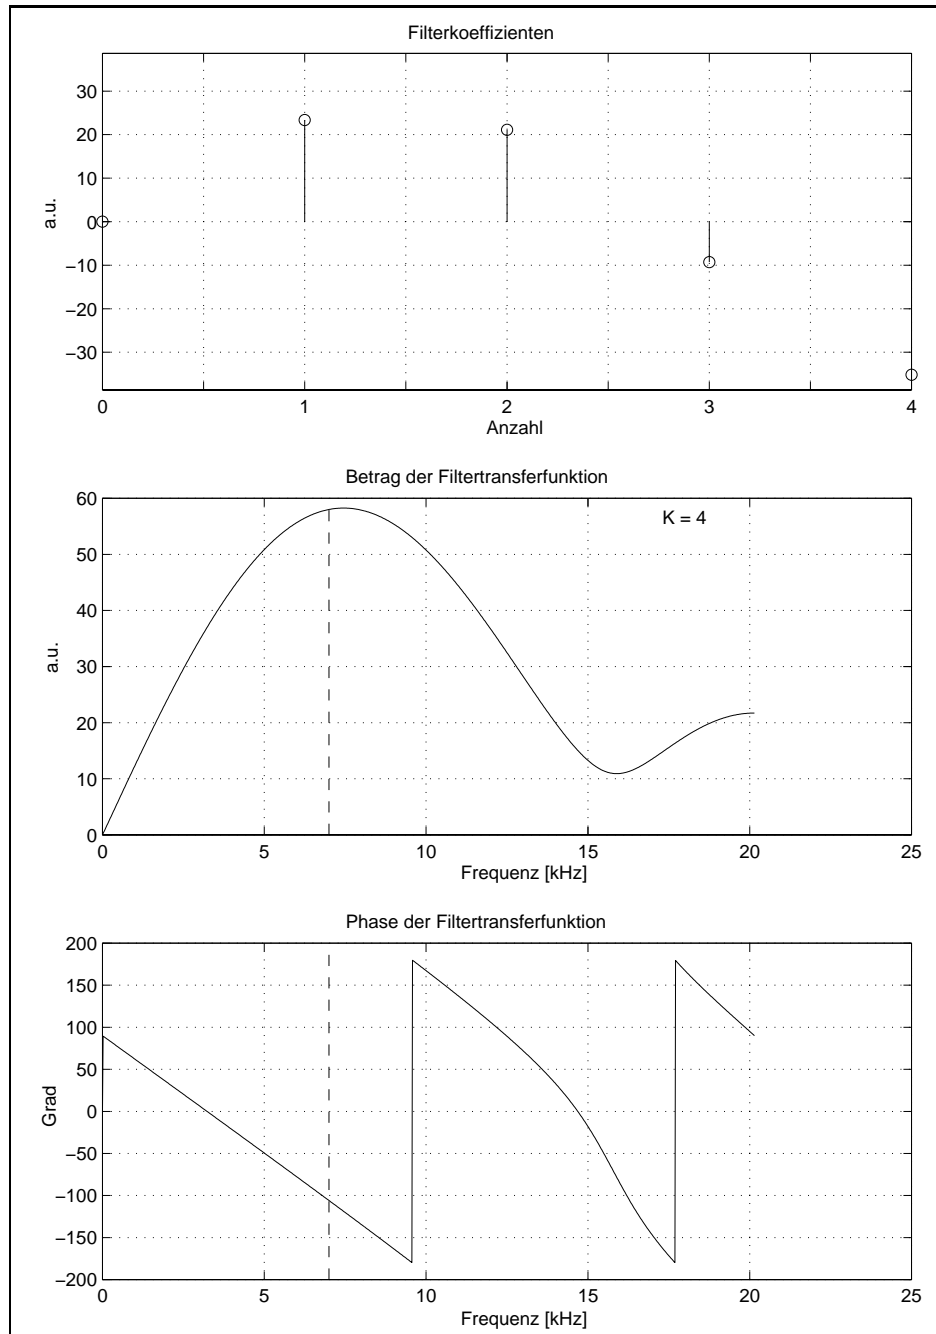 Filterkoeffizienten
30
20
10
0
−10
−20
−30
a.u.
0 1 2 3 4
Anzahl
Betrag der Filtertransferfunktion
60
50
40
30
20
10
0
a.u.
K = 4
0 5 10 15 20 25
Frequenz [kHz]
Phase der Filtertransferfunktion
200
150
100
50
0
−50
−100
−150
−200
Grad
0 5 10 15 20 25
Frequenz [kHz]